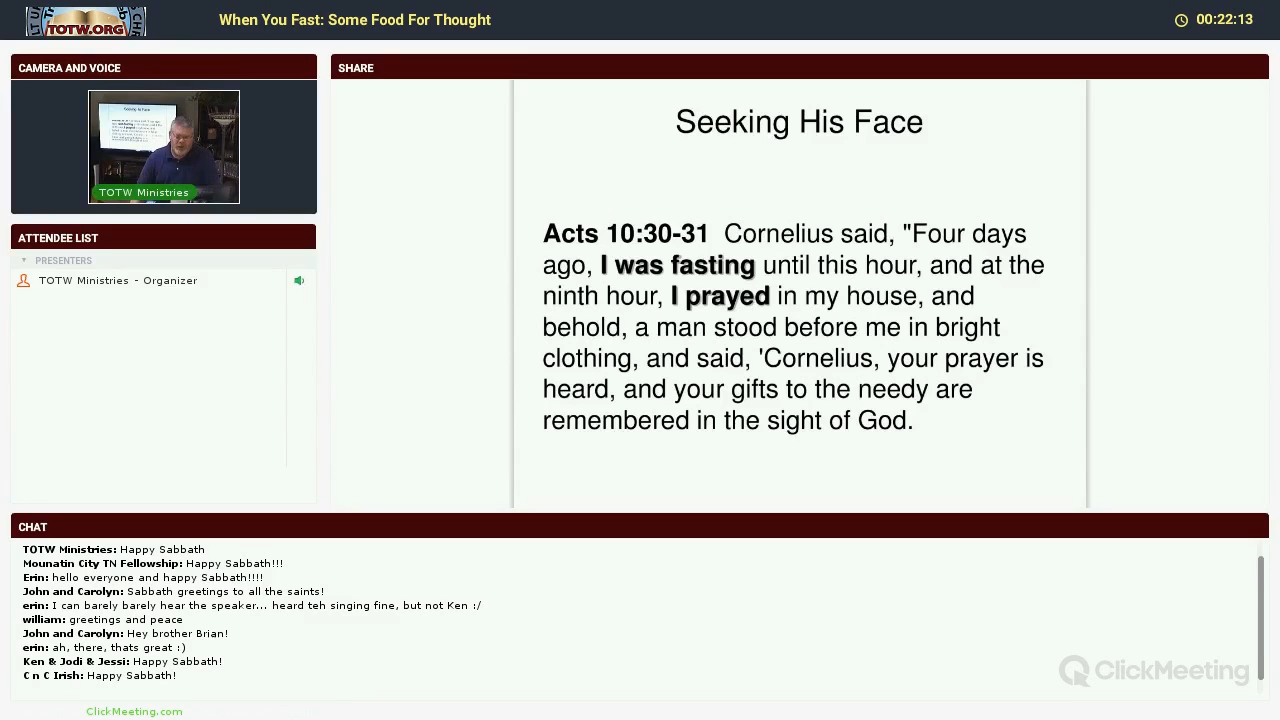 TOTW.ORG
When You Fast: Some Food For Thought
00:22:13
CAMERA AND VOICE
TOTW Ministries
ATTENDEE LIST
PRESENTERS
TOTW Ministries - Organizer
SHARE
Seeking His Face
Acts 10:30-31 Cornelius said, "Four days
ago, I was fasting until this hour, and at the
ninth hour, I prayed in my house, and
behold, a man stood before me in bright
clothing, and said, 'Cornelius, your prayer is
heard, and your gifts to the needy are
remembered in the sight of God.
CHAT
TOTW Ministries: Happy Sabbath
Mounatin City TN Fellowship: Happy Sabbath!!!
Erin: hello everyone and happy Sabbath!!!!
John and Carolyn: Sabbath greetings to all the saints!
erin: I can barely barely hear the speaker... heard teh singing fine, but not Ken :/
william: greetings and peace
John and Carolyn: Hey brother Brian!
erin: ah, there, thats great :)
Ken & Jodi & Jessi: Happy Sabbath!
C n C Irish: Happy Sabbath!
ClickMeeting
ClickMeeting.com